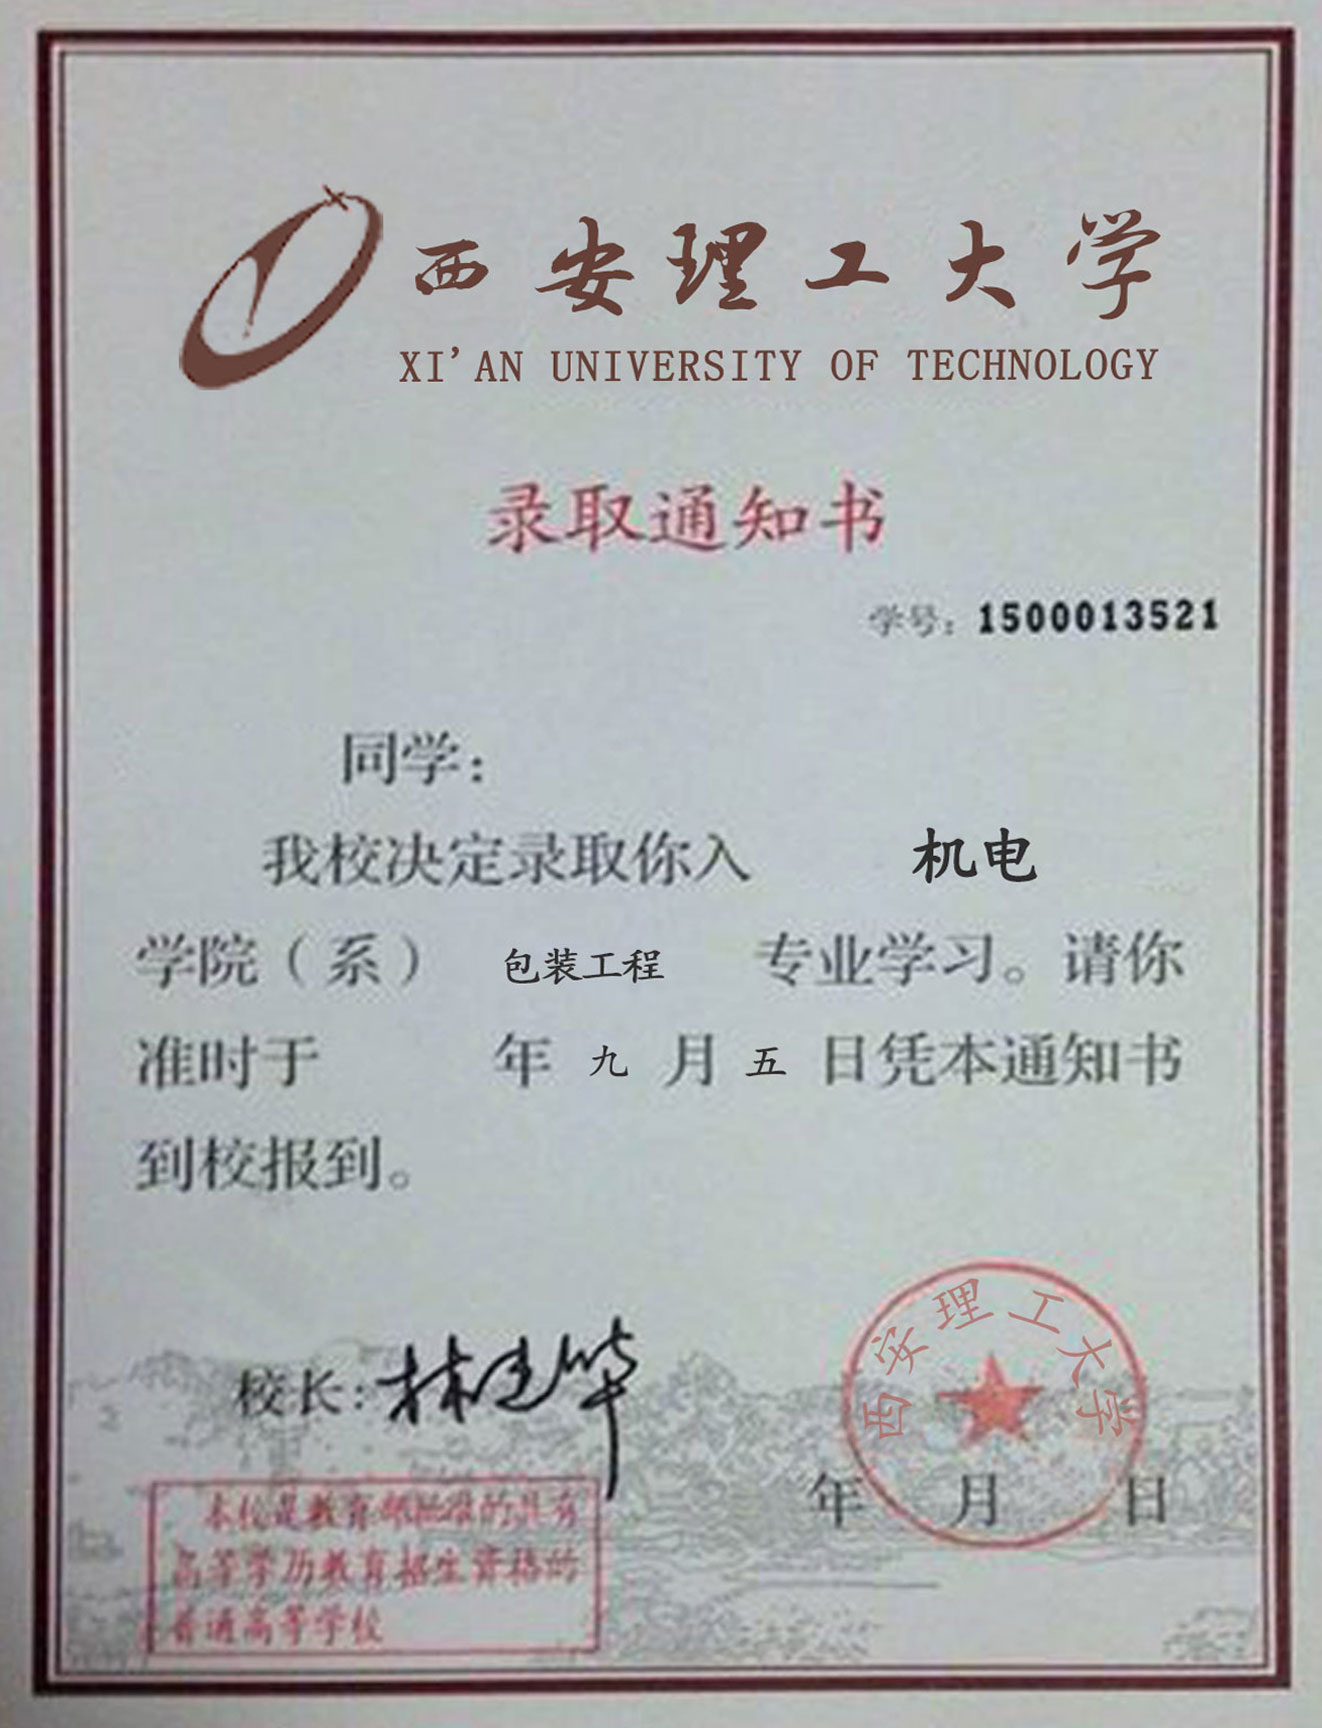 西安理工大学
XI'AN UNIVERSITY OF TECHNOLOGY
录取通知书
学号：1500013521
同学：
我校决定录取你入 机电
学院（系） 包装工程 专业学习。请你
准时于 年 九 月 五 日凭本通知书
到校报到。
西安理工大学
校长：林建华
年 月 日
本校是教育部批准的具有
高等学历教育招生资格的
普通高等学校